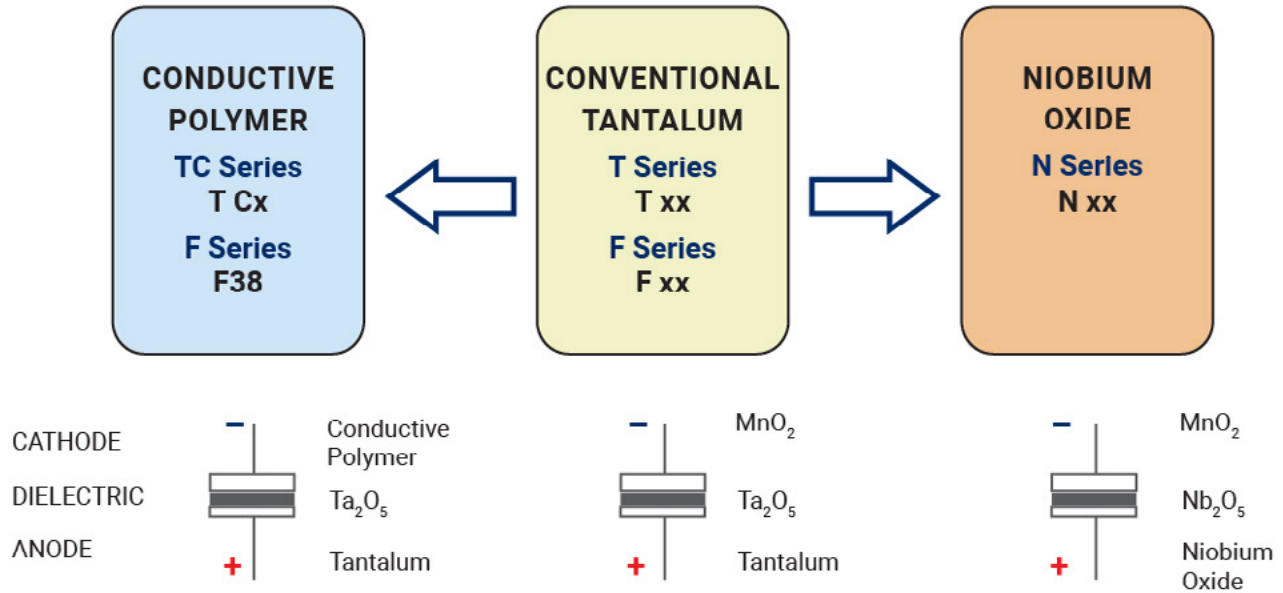 CONDUCTIVE
POLYMER
TC Series
T Cx
F Series
F38
CONVENTIONAL
TANTALUM
T Series
T xx
F Series
F xx
NIOBIUM
OXIDE
N Series
N xx
CATHODE
− Conductive
Polymer
− MnO₂
− MnO₂
DIELECTRIC
Ta₂O₅
Ta₂O₅
Nb₂O₅
ANODE
+ Tantalum
+ Tantalum
+ Niobium
Oxide